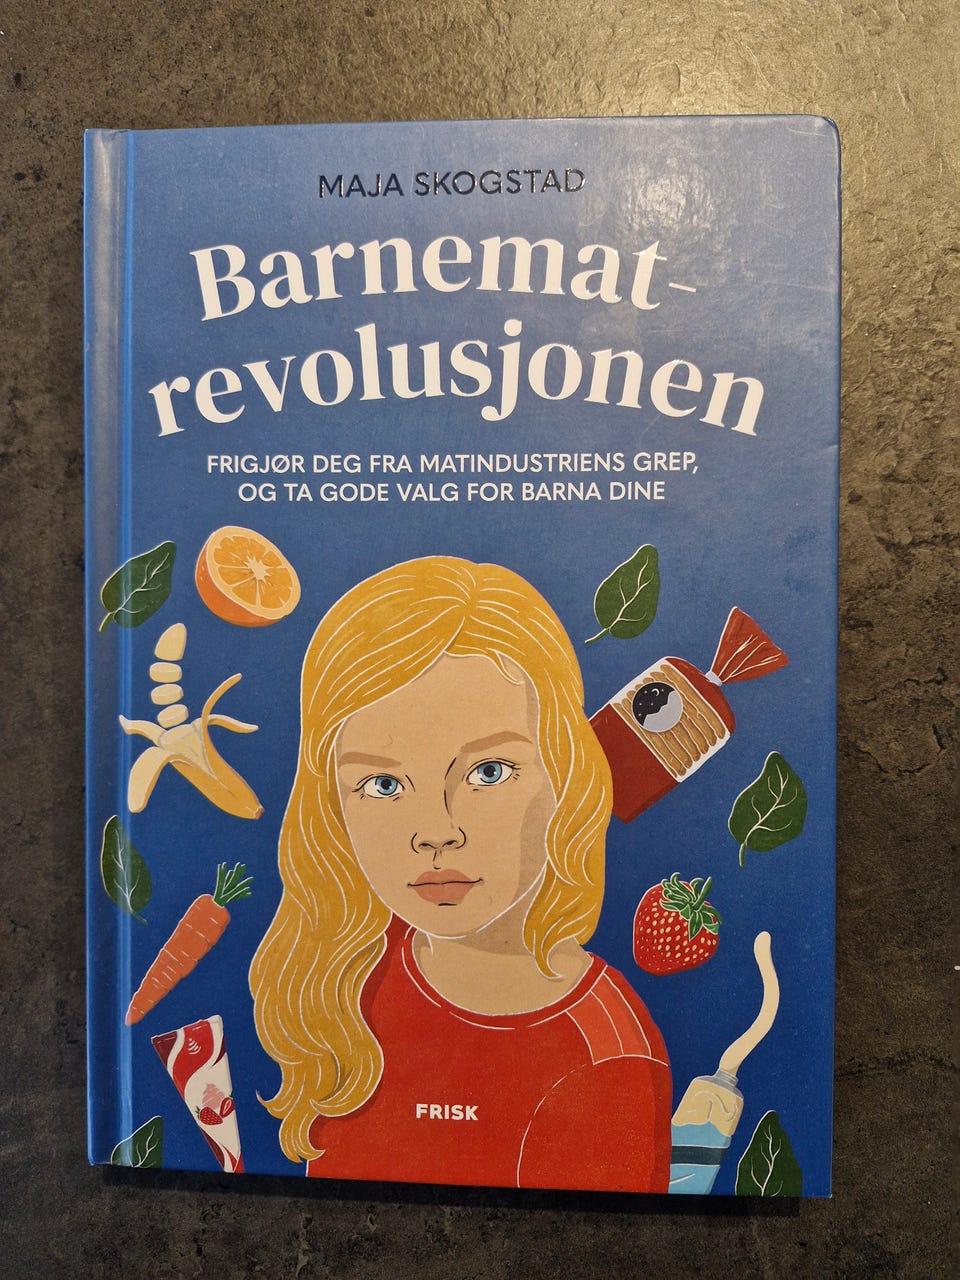 MAJA SKOGSTAD
Barnemat-
revolusjonen
FRIGJØR DEG FRA MATINDUSTRIENS GREP,
OG TA GODE VALG FOR BARNA DINE
FRISK